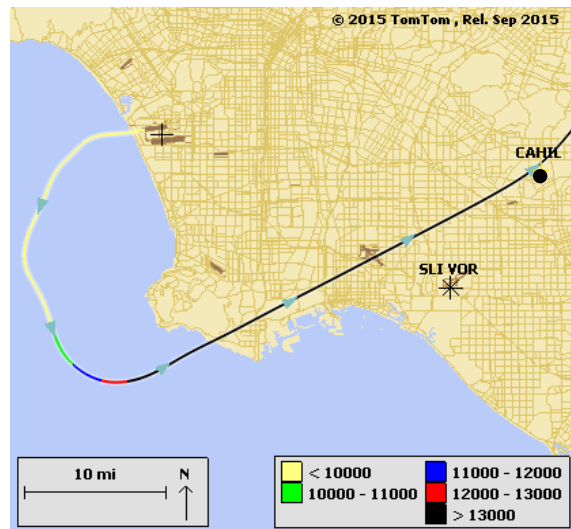 © 2015 TomTom , Rel. Sep 2015
CAHIL
SLI VOR
10 mi
N
< 10000
10000 - 11000
11000 - 12000
12000 - 13000
> 13000